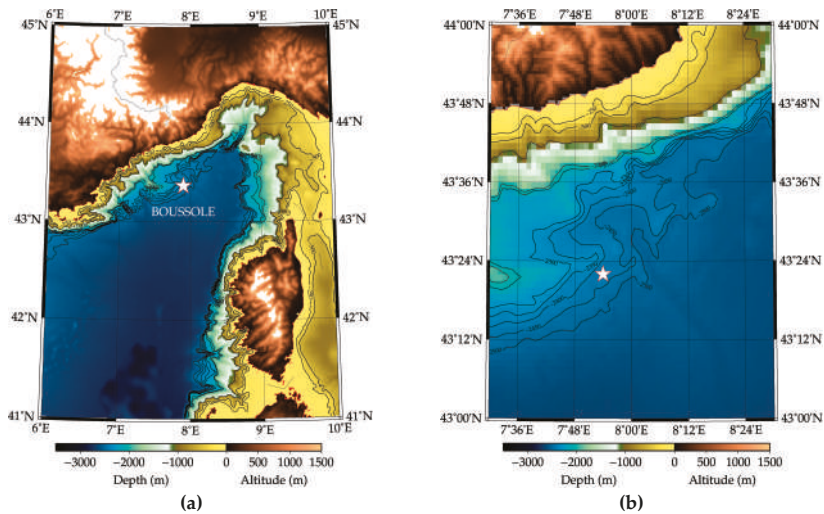 6°E 7°E 8°E 9°E 10°E
45°N 45°N
44°N 44°N
43°N 43°N
42°N 42°N
41°N 41°N
BOUSSOLE
6°E 7°E 8°E 9°E 10°E
−3000 −2000 −1000 0 500 1000 1500
Depth (m) Altitude (m)
(a)
7°36'E 7°48'E 8°00'E 8°12'E 8°24'E
44°00'N 44°00'N
43°48'N 43°48'N
43°36'N 43°36'N
43°24'N 43°24'N
43°12'N 43°12'N
43°00'N 43°00'N
7°36'E 7°48'E 8°00'E 8°12'E 8°24'E
−3000 −2000 −1000 0 500 1000 1500
Depth (m) Altitude (m)
(b)